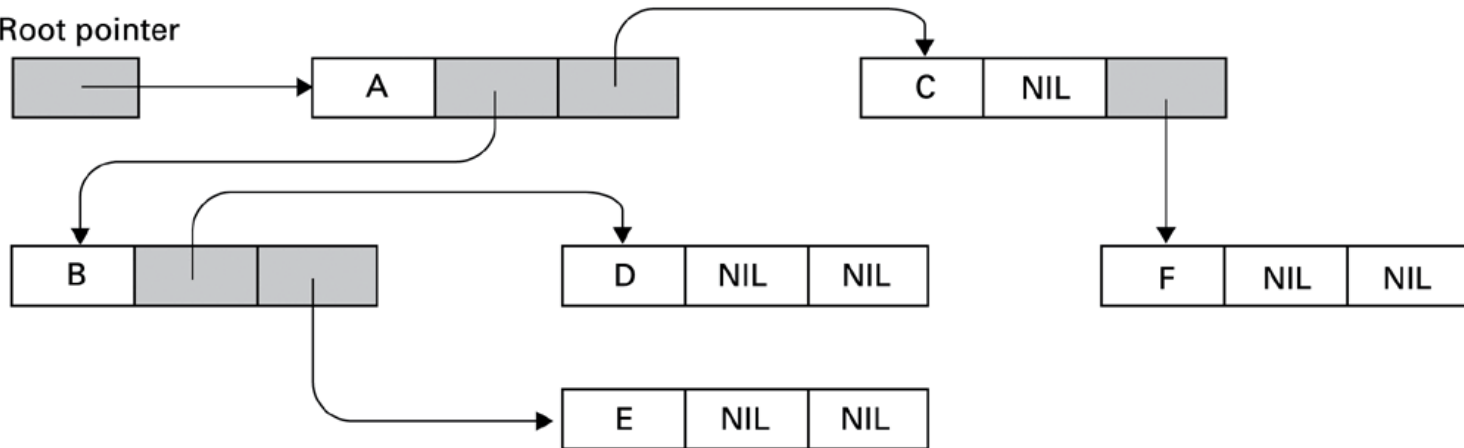 Root pointer
A
C NIL
B
D NIL NIL
F NIL NIL
E NIL NIL